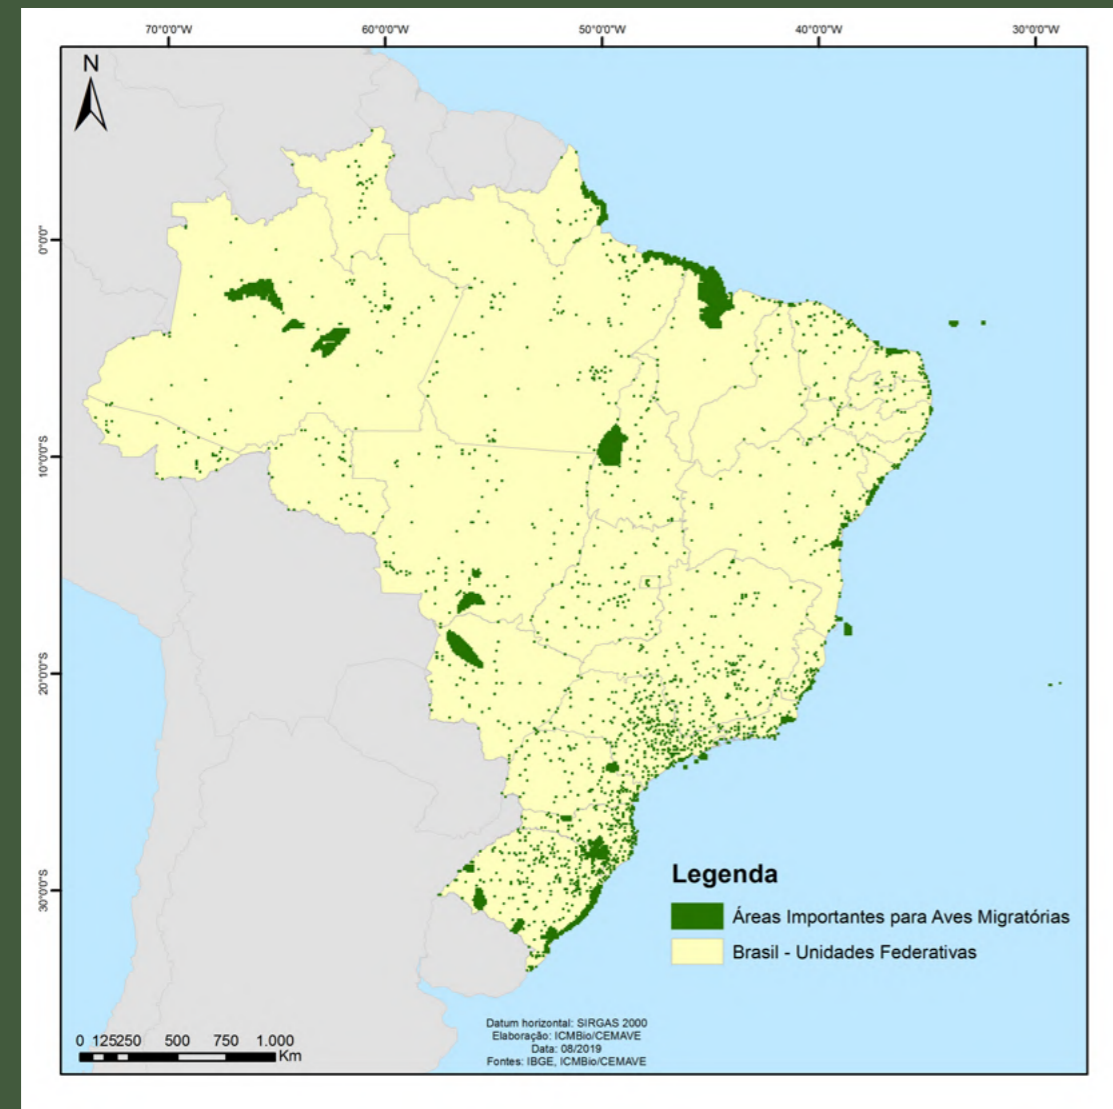 70°0'0"W 60°0'0"W 50°0'0"W 40°0'0"W 30°0'0"W
N
0°0'0"
10°0'0"S
20°0'0"S
30°0'0"S
Legenda
Áreas Importantes para Aves Migratórias
Brasil - Unidades Federativas
Datum horizontal: SIRGAS 2000
Elaboração: ICMBio/CEMAVE
Data: 08/2019
Fontes: IBGE, ICMBio/CEMAVE
0 125250 500 750 1.000
Km